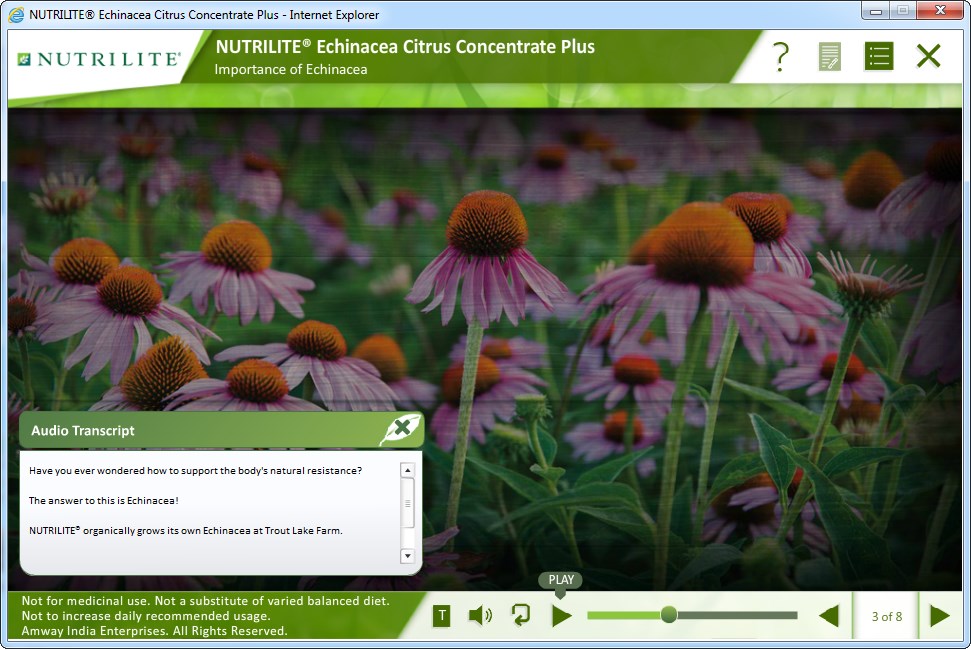 NUTRILITE® Echinacea Citrus Concentrate Plus - Internet Explorer
NUTRILITE®
NUTRILITE® Echinacea Citrus Concentrate Plus
Importance of Echinacea
?
Audio Transcript
Have you ever wondered how to support the body's natural resistance?
The answer to this is Echinacea!
NUTRILITE® organically grows its own Echinacea at Trout Lake Farm.
PLAY
Not for medicinal use. Not a substitute of varied balanced diet.
Not to increase daily recommended usage.
Amway India Enterprises. All Rights Reserved.
T
3 of 8